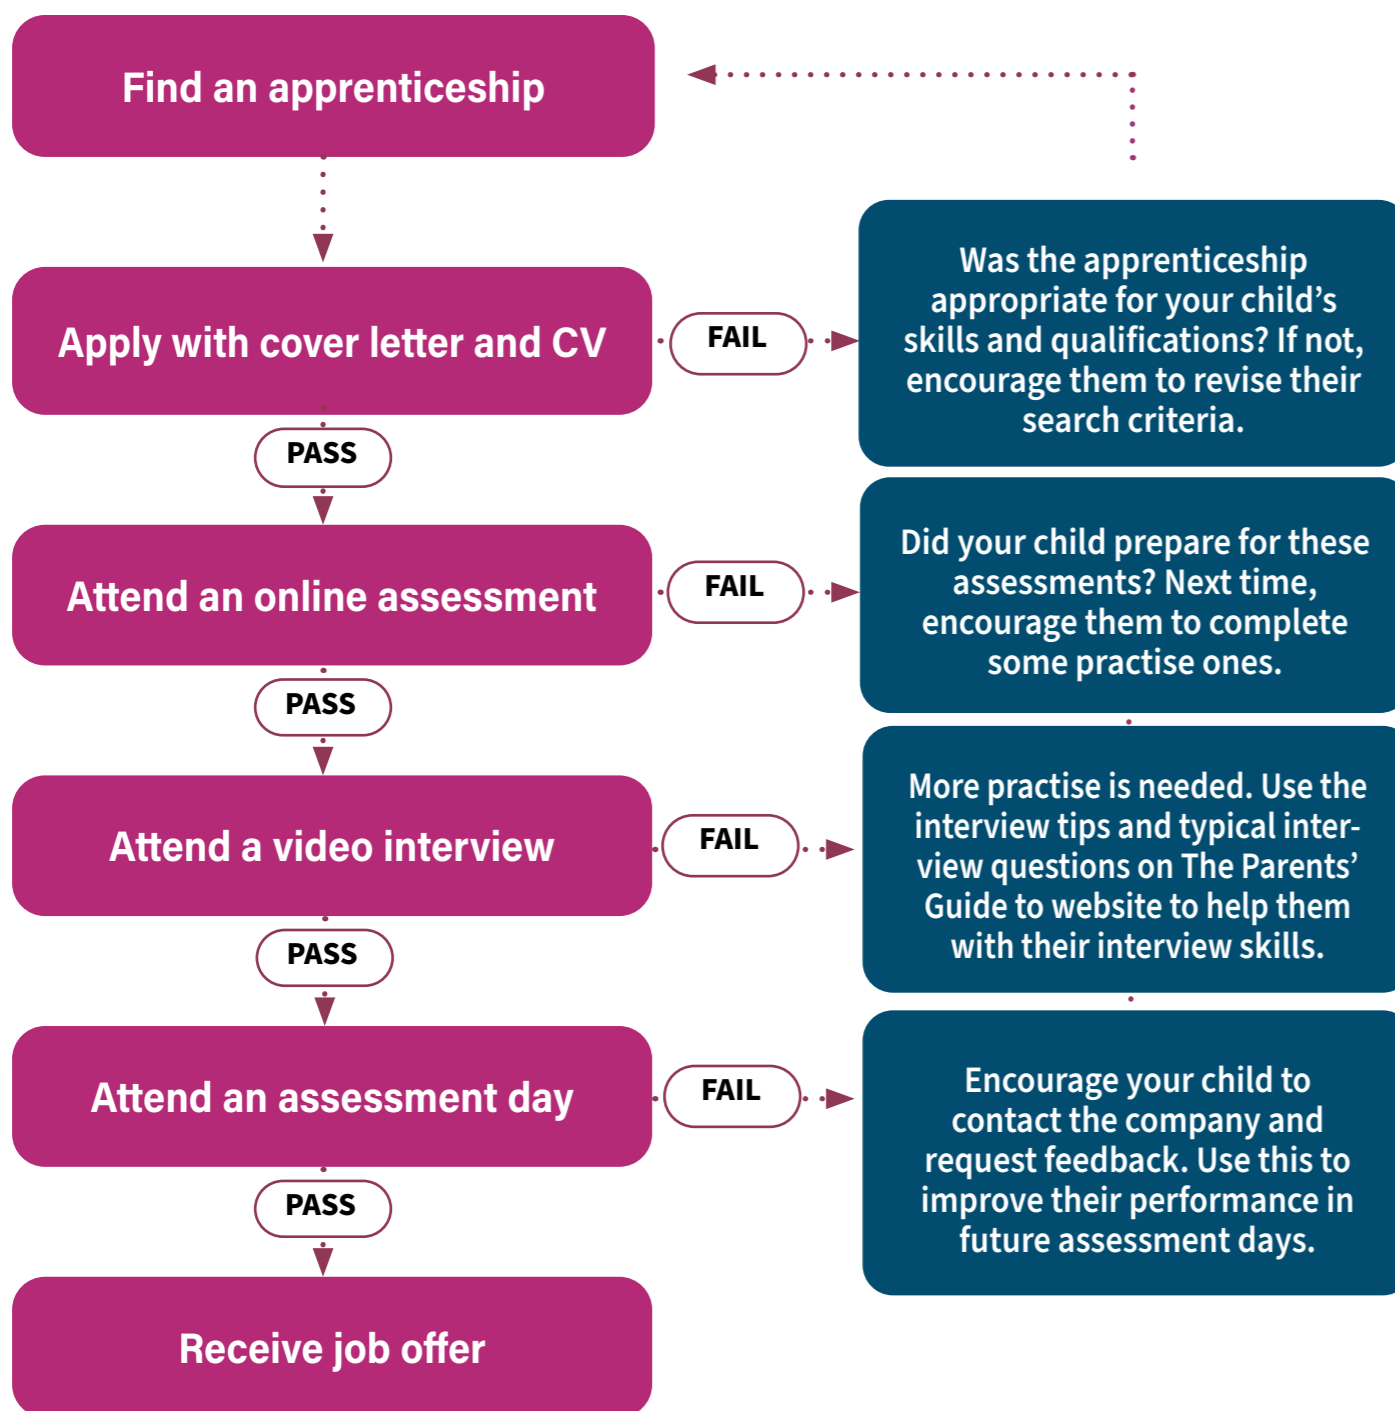 Find an apprenticeship
Apply with cover letter and CV
FAIL
Was the apprenticeship
appropriate for your child’s
skills and qualifications? If not,
encourage them to revise their
search criteria.
PASS
Attend an online assessment
FAIL
Did your child prepare for these
assessments? Next time,
encourage them to complete
some practise ones.
PASS
Attend a video interview
FAIL
More practise is needed. Use the
interview tips and typical inter-
view questions on The Parents’
Guide to website to help them
with their interview skills.
PASS
Attend an assessment day
FAIL
Encourage your child to
contact the company and
request feedback. Use this to
improve their performance in
future assessment days.
PASS
Receive job offer